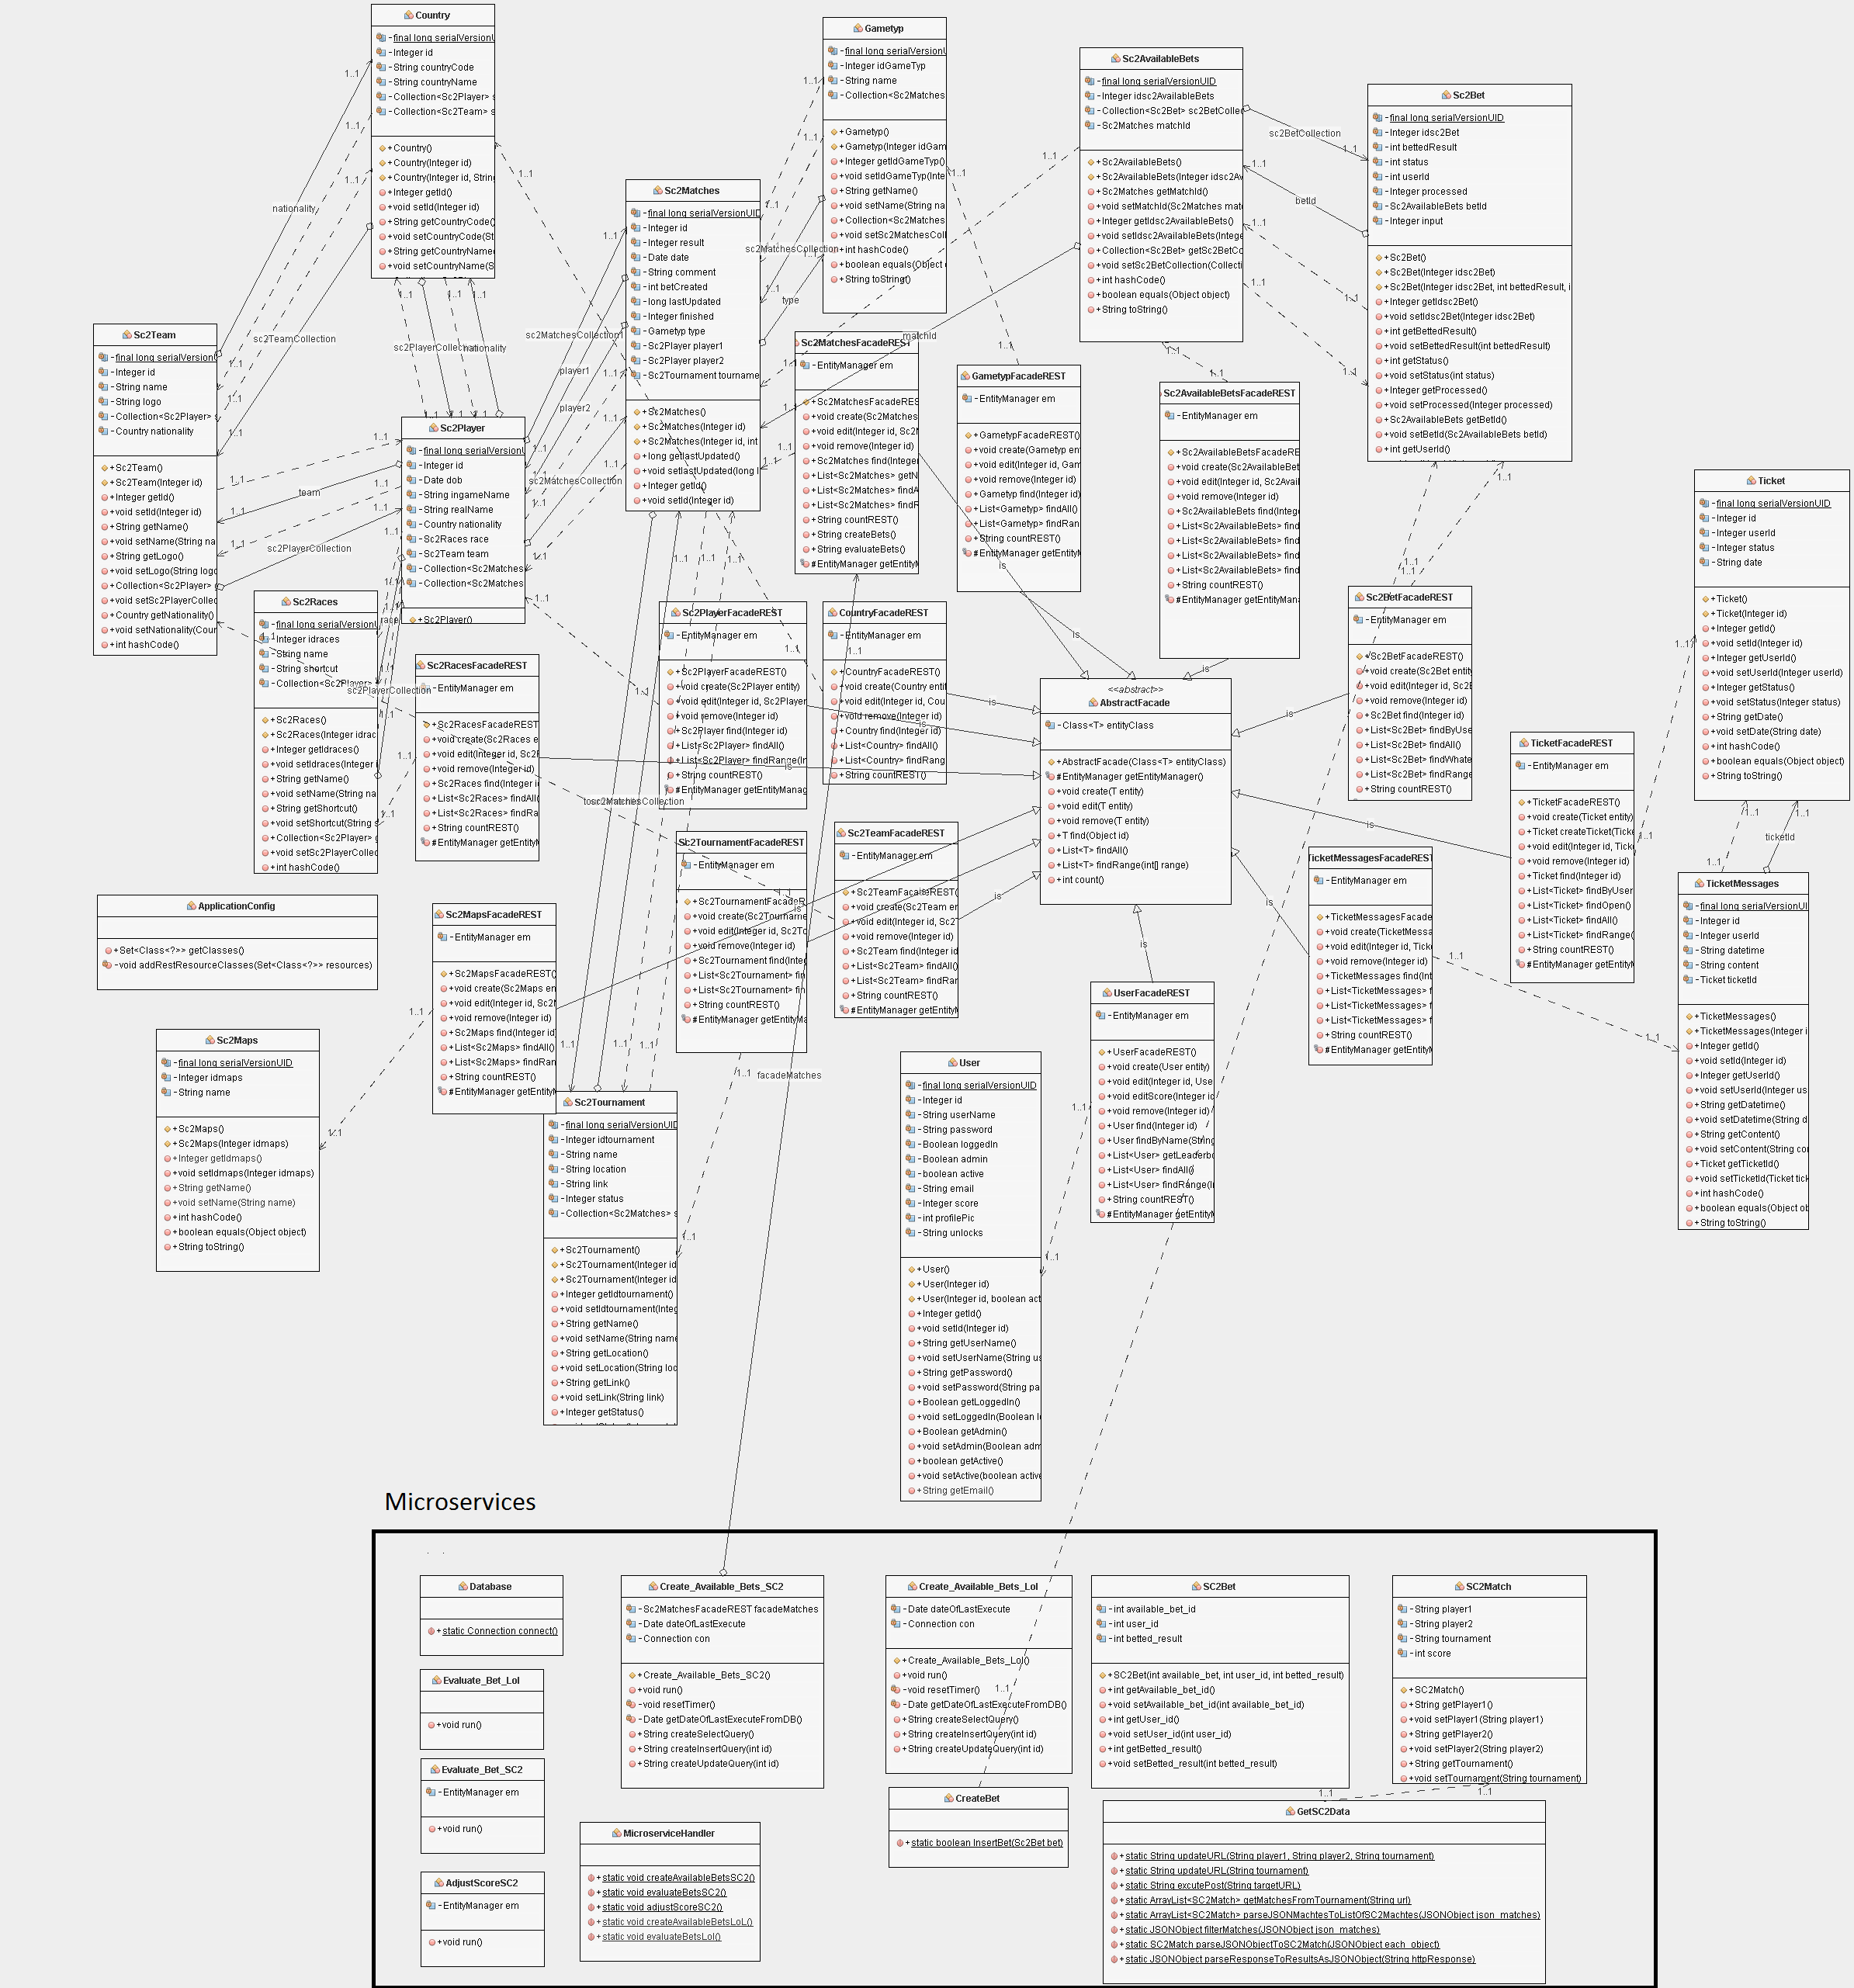 Country
-final long serialVersionUI
-Integer id
-String countryCode
-String countryName
-Collection<Sc2Player> s
-Collection<Sc2Team> s
+Country()
+Country(Integer id)
+Country(Integer id, String
+Integer getId()
+void setId(Integer id)
+String getCountryCode()
+void setCountryCode(St
+String getCountryName(
+void setCountryName(S
Gametyp
-final long serialVersionUI
-Integer idGameTyp
-String name
-Collection<Sc2Matches
+Gametyp()
+Gametyp(Integer idGam
+Integer getIdGameTyp()
+void setIdGameTyp(Inte
+String getName()
+void setName(String na
+Collection<Sc2Matches
+void setSc2MatchesColl
+int hashCode()
+boolean equals(Object o
+String toString()
Sc2AvailableBets
-final long serialVersionUID
-Integer idsc2AvailableBets
-Collection<Sc2Bet> sc2BetCollec
-Sc2Matches matchId
+Sc2AvailableBets()
+Sc2AvailableBets(Integer idsc2Av
+Sc2Matches getMatchId()
+void setMatchId(Sc2Matches mat
+Integer getIdsc2AvailableBets()
+void setIdsc2AvailableBets(Intege
+Collection<Sc2Bet> getSc2BetCo
+void setSc2BetCollection(Collecti
+int hashCode()
+boolean equals(Object object)
+String toString()
Sc2Bet
-final long serialVersionUID
-Integer idsc2Bet
-int bettedResult
-int status
-int userId
-Integer processed
-Sc2AvailableBets betId
-Integer input
+Sc2Bet()
+Sc2Bet(Integer idsc2Bet)
+Sc2Bet(Integer idsc2Bet, int bettedResult, i
+Integer getIdsc2Bet()
+void setIdsc2Bet(Integer idsc2Bet)
+int getBettedResult()
+void setBettedResult(int bettedResult)
+int getStatus()
+void setStatus(int status)
+Integer getProcessed()
+void setProcessed(Integer processed)
+Sc2AvailableBets getBetId()
+void setBetId(Sc2AvailableBets betId)
+int getUserId()
Sc2Matches
-final long serialVersionUID
-Integer id
-Integer result
-Date date
-String comment
-int betCreated
-long lastUpdated
-Integer finished
-Gametyp type
-Sc2Player player1
-Sc2Player player2
-Sc2Tournament tourname
+Sc2Matches()
+Sc2Matches(Integer id)
+Sc2Matches(Integer id, int
+long getlastUpdated()
+void setlastUpdated(long l
+Integer getId()
+void setId(Integer id)
Sc2Team
-final long serialVersionU
-Integer id
-String name
-String logo
-Collection<Sc2Player> s
-Country nationality
+Sc2Team()
+Sc2Team(Integer id)
+Integer getId()
+void setId(Integer id)
+String getName()
+void setName(String na
+String getLogo()
+void setLogo(String logo
+Collection<Sc2Player>
+void setSc2PlayerCollec
+Country getNationality()
+void setNationality(Cour
+int hashCode()
Sc2Player
-final long serialVersionU
-Integer id
-Date dob
-String ingameName
-String realName
-Country nationality
-Sc2Races race
-Sc2Team team
-Collection<Sc2Matches
-Collection<Sc2Matches
+Sc2Player()
Sc2Races
-final long serialVersionU
-Integer idraces
-String name
-String shortcut
-Collection<Sc2Player>
+Sc2Races()
+Sc2Races(Integer idrac
+Integer getIdraces()
+void setIdraces(Integer i
+String getName()
+void setName(String na
+String getShortcut()
+void setShortcut(String s
+Collection<Sc2Player> g
+void setSc2PlayerCollec
+int hashCode()
Sc2MatchesFacadeREST
-EntityManager em
+Sc2MatchesFacadeRES
+void create(Sc2Matches
+void edit(Integer id, Sc2M
+void remove(Integer id)
+Sc2Matches find(Integer
+List<Sc2Matches> getN
+List<Sc2Matches> findA
+List<Sc2Matches> findR
+String countREST()
+String createBets()
+String evaluateBets()
#EntityManager getEntityM
GametypFacadeREST
-EntityManager em
+GametypFacadeREST()
+void create(Gametyp en
+void edit(Integer id, Gam
+void remove(Integer id)
+Gametyp find(Integer id)
+List<Gametyp> findAll()
+List<Gametyp> findRan
+String countREST()
#EntityManager getEntityM
Sc2AvailableBetsFacadeREST
-EntityManager em
+Sc2AvailableBetsFacadeRE
+void create(Sc2AvailableBet
+void edit(Integer id, Sc2Avail
+void remove(Integer id)
+Sc2AvailableBets find(Integ
+List<Sc2AvailableBets> find
+List<Sc2AvailableBets> find
+List<Sc2AvailableBets> find
+List<Sc2AvailableBets> find
+String countREST()
#EntityManager getEntityMan
Sc2BetFacadeREST
-EntityManager em
+Sc2BetFacadeREST()
+void create(Sc2Bet entity
+void edit(Integer id, Sc2B
+void remove(Integer id)
+Sc2Bet find(Integer id)
+List<Sc2Bet> findByUse
+List<Sc2Bet> findAll()
+List<Sc2Bet> findWhate
+List<Sc2Bet> findRange
+String countREST()
Ticket
-final long serialVersionUID
-Integer id
-Integer userId
-Integer status
-String date
+Ticket()
+Ticket(Integer id)
+Integer getId()
+void setId(Integer id)
+Integer getUserId()
+void setUserId(Integer userId)
+Integer getStatus()
+void setStatus(Integer status)
+String getDate()
+void setDate(String date)
+int hashCode()
+boolean equals(Object object)
+String toString()
Sc2RacesFacadeREST
-EntityManager em
+Sc2RacesFacadeREST
+void create(Sc2Races e
+void edit(Integer id, Sc2F
+void remove(Integer id)
+Sc2Races find(Integer id
+List<Sc2Races> findAll(
+List<Sc2Races> findRa
+String countREST()
#EntityManager getEntityM
Sc2PlayerFacadeREST
-EntityManager em
+Sc2PlayerFacadeREST()
+void create(Sc2Player entity)
+void edit(Integer id, Sc2Player
+void remove(Integer id)
+Sc2Player find(Integer id)
+List<Sc2Player> findAll()
+List<Sc2Player> findRange(In
+String countREST()
#EntityManager getEntityManag
CountryFacadeREST
-EntityManager em
+CountryFacadeREST()
+void create(Country entit
+void edit(Integer id, Cou
+void remove(Integer id)
+Country find(Integer id)
+List<Country> findAll()
+List<Country> findRang
+String countREST()
<<abstract>>
AbstractFacade
-Class<T> entityClass
+AbstractFacade(Class<T> entityClass)
#EntityManager getEntityManager()
+void create(T entity)
+void edit(T entity)
+void remove(T entity)
+T find(Object id)
+List<T> findAll()
+List<T> findRange(int[] range)
+int count()
TicketFacadeREST
-EntityManager em
+TicketFacadeREST()
+void create(Ticket entity)
+Ticket createTicket(Ticke
+void edit(Integer id, Ticke
+void remove(Integer id)
+Ticket find(Integer id)
+List<Ticket> findByUser
+List<Ticket> findOpen()
+List<Ticket> findAll()
+List<Ticket> findRange(
+String countREST()
#EntityManager getEntityM
TicketMessagesFacadeREST
-EntityManager em
+TicketMessagesFacade
+void create(TicketMessa
+void edit(Integer id, Ticke
+void remove(Integer id)
+TicketMessages find(Int
+List<TicketMessages> f
+List<TicketMessages> f
+List<TicketMessages> f
+String countREST()
#EntityManager getEntityM
TicketMessages
-final long serialVersionUI
-Integer id
-Integer userId
-String datetime
-String content
-Ticket ticketId
+TicketMessages()
+TicketMessages(Integer i
+Integer getId()
+void setId(Integer id)
+Integer getUserId()
+void setUserId(Integer us
+String getDatetime()
+void setDatetime(String d
+String getContent()
+void setContent(String cor
+Ticket getTicketId()
+void setTicketId(Ticket tick
+int hashCode()
+boolean equals(Object ob
+String toString()
Sc2TournamentFacadeREST
-EntityManager em
+Sc2TournamentFacadeR
+void create(Sc2Tourname
+void edit(Integer id, Sc2To
+void remove(Integer id)
+Sc2Tournament find(Integ
+List<Sc2Tournament> fin
+List<Sc2Tournament> fin
+String countREST()
#EntityManager getEntityMa
Sc2TeamFacadeREST
-EntityManager em
+Sc2TeamFacadeREST(
+void create(Sc2Team en
+void edit(Integer id, Sc2T
+void remove(Integer id)
+Sc2Team find(Integer id
+List<Sc2Team> findAll()
+List<Sc2Team> findRan
+String countREST()
#EntityManager getEntityM
ApplicationConfig
+Set<Class<?>> getClasses()
-void addRestResourceClasses(Set<Class<?>> resources)
Sc2MapsFacadeREST
-EntityManager em
+Sc2MapsFacadeREST()
+void create(Sc2Maps en
+void edit(Integer id, Sc2M
+void remove(Integer id)
+Sc2Maps find(Integer id)
+List<Sc2Maps> findAll()
+List<Sc2Maps> findRan
+String countREST()
#EntityManager getEntityM
Sc2Maps
-final long serialVersionUID
-Integer idmaps
-String name
+Sc2Maps()
+Sc2Maps(Integer idmaps)
+Integer getIdmaps()
+void setIdmaps(Integer idmaps)
+String getName()
+void setName(String name)
+int hashCode()
+boolean equals(Object object)
+String toString()
Sc2Tournament
-final long serialVersionUID
-Integer idtournament
-String name
-String location
-String link
-Integer status
-Collection<Sc2Matches> s
+Sc2Tournament()
+Sc2Tournament(Integer id
+Sc2Tournament(Integer id
+Integer getIdtournament()
+void setIdtournament(Integ
+String getName()
+void setName(String name
+String getLocation()
+void setLocation(String loc
+String getLink()
+void setLink(String link)
+Integer getStatus()
User
-final long serialVersionUID
-Integer id
-String userName
-String password
-Boolean loggedIn
-Boolean admin
-boolean active
-String email
-Integer score
-int profilePic
-String unlocks
+User()
+User(Integer id)
+User(Integer id, boolean act
+Integer getId()
+void setId(Integer id)
+String getUserName()
+void setUserName(String us
+String getPassword()
+void setPassword(String pa
+Boolean getLoggedIn()
+void setLoggedIn(Boolean lo
+Boolean getAdmin()
+void setAdmin(Boolean adm
+boolean getActive()
+void setActive(boolean active
+String getEmail()
UserFacadeREST
-EntityManager em
+UserFacadeREST()
+void create(User entity)
+void edit(Integer id, Use
+void editScore(Integer id
+void remove(Integer id)
+User find(Integer id)
+User findByName(String
+List<User> getLeaderbo
+List<User> findAll()
+List<User> findRange(In
+String countREST()
#EntityManager getEntityM
nationality
sc2TeamCollection
nationality
team
sc2PlayerCollection
sc2PlayerCollection
sc2MatchesCollection1
player1
player2
sc2MatchesCollection
sc2MatchesCollection
type
matchId
sc2BetCollection
betId
ticketId
facadeMatches
is
1..1
Microservices
Database
+static Connection connect()
Evaluate_Bet_Lol
+void run()
Evaluate_Bet_SC2
-EntityManager em
+void run()
AdjustScoreSC2
-EntityManager em
+void run()
Create_Available_Bets_SC2
-Sc2MatchesFacadeREST facadeMatches
-Date dateOfLastExecute
-Connection con
+Create_Available_Bets_SC2()
+void run()
-void resetTimer()
-Date getDateOfLastExecuteFromDB()
+String createSelectQuery()
+String createInsertQuery(int id)
+String createUpdateQuery(int id)
MicroserviceHandler
+static void createAvailableBetsSC2()
+static void evaluateBetsSC2()
+static void adjustScoreSC2()
+static void createAvailableBetsLoL()
+static void evaluateBetsLol()
Create_Available_Bets_Lol
-Date dateOfLastExecute
-Connection con
+Create_Available_Bets_Lol()
+void run()
-void resetTimer()
-Date getDateOfLastExecuteFromDB()
+String createSelectQuery()
+String createInsertQuery(int id)
+String createUpdateQuery(int id)
CreateBet
+static boolean InsertBet(Sc2Bet bet)
SC2Bet
-int available_bet_id
-int user_id
-int betted_result
+SC2Bet(int available_bet, int user_id, int betted_result)
+int getAvailable_bet_id()
+void setAvailable_bet_id(int available_bet_id)
+int getUser_id()
+void setUser_id(int user_id)
+int getBetted_result()
+void setBetted_result(int betted_result)
SC2Match
-String player1
-String player2
-String tournament
-int score
+SC2Match()
+String getPlayer1()
+void setPlayer1(String player1)
+String getPlayer2()
+void setPlayer2(String player2)
+String getTournament()
+void setTournament(String tournament)
GetSC2Data
+static String updateURL(String player1, String player2, String tournament)
+static String updateURL(String tournament)
+static String excutePost(String targetURL)
+static ArrayList<SC2Match> getMatchesFromTournament(String url)
+static ArrayList<SC2Match> parseJSONMachtesToListOfSC2Machtes(JSONObject json_matches)
+static JSONObject filterMatches(JSONObject json_matches)
+static SC2Match parseJSONObjectToSC2Match(JSONObject each_object)
+static JSONObject parseResponseToResultsAsJSONObject(String httpResponse)